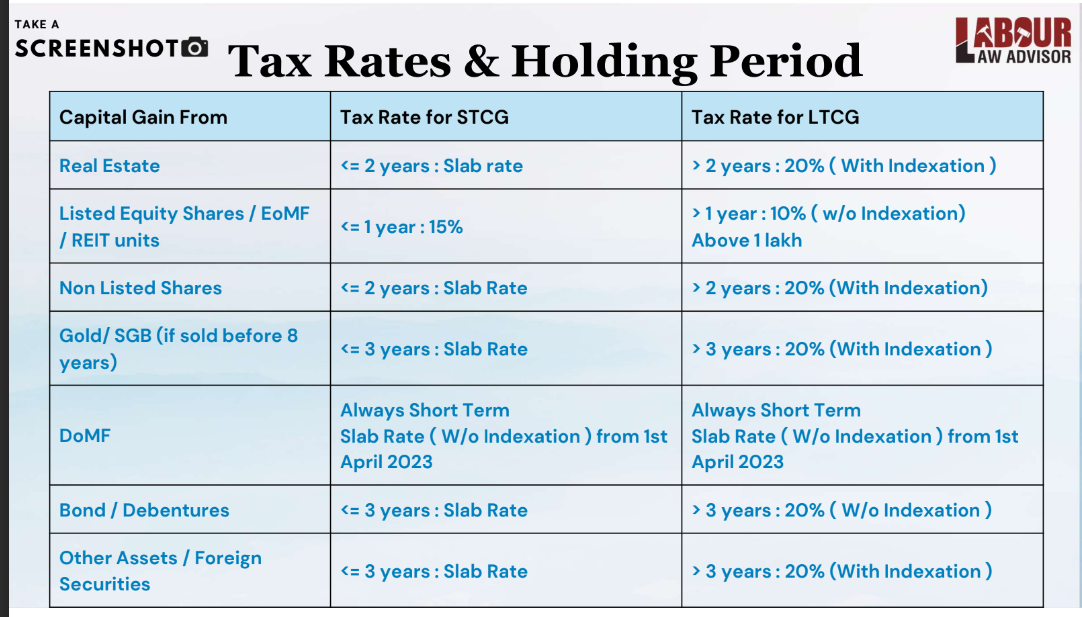 TAKE A
SCREENSHOT
Tax Rates & Holding Period
LABOUR
LAW ADVISOR
Capital Gain From
Tax Rate for STCG
Tax Rate for LTCG
Real Estate
<= 2 years : Slab rate
> 2 years : 20% ( With Indexation )
Listed Equity Shares / EoMF
/ REIT units
<= 1 year : 15%
> 1 year : 10% ( w/o Indexation)
Above 1 lakh
Non Listed Shares
<= 2 years : Slab Rate
> 2 years : 20% (With Indexation)
Gold/ SGB (if sold before 8
years)
<= 3 years : Slab Rate
> 3 years : 20% (With Indexation )
DoMF
Always Short Term
Slab Rate ( W/o Indexation ) from 1st
April 2023
Always Short Term
Slab Rate ( W/o Indexation ) from 1st
April 2023
Bond / Debentures
<= 3 years : Slab Rate
> 3 years : 20% ( W/o Indexation )
Other Assets / Foreign
Securities
<= 3 years : Slab Rate
> 3 years : 20% (With Indexation )